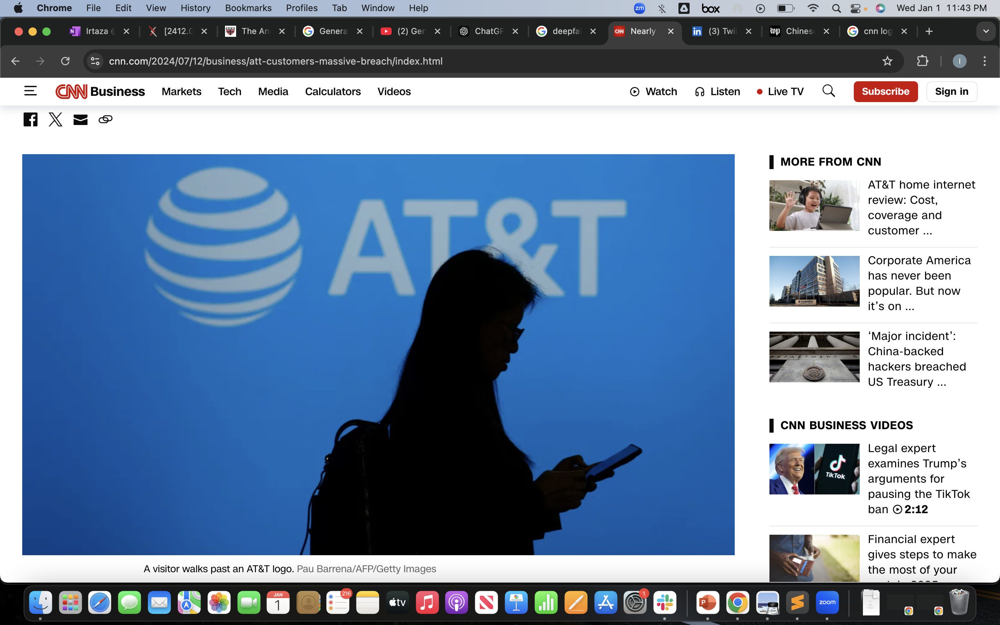 Chrome File Edit View History Bookmarks Profiles Tab Window Help zm box Wed Jan 1 11:43 PM
N Irtaza [2412.0 The An Genera (2) Ger ChatGP deepfa CNN Nearly in (3) Twi wp Chines cnn log
cnn.com/2024/07/12/business/att-customers-massive-breach/index.html I
CNN Business Markets Tech Media Calculators Videos Watch Listen Live TV Subscribe Sign in
AT&T
A visitor walks past an AT&T logo. Pau Barrena/AFP/Getty Images
MORE FROM CNN
AT&T home internet
review: Cost,
coverage and
customer ...
Corporate America
has never been
popular. But now
it’s on ...
‘Major incident’:
China-backed
hackers breached
US Treasury ...
CNN BUSINESS VIDEOS
TikTok
Legal expert
examines Trump’s
arguments for
pausing the TikTok
ban 2:12
Financial expert
gives steps to make
the most of your
JAN
1
216
tv
1
P
zoom